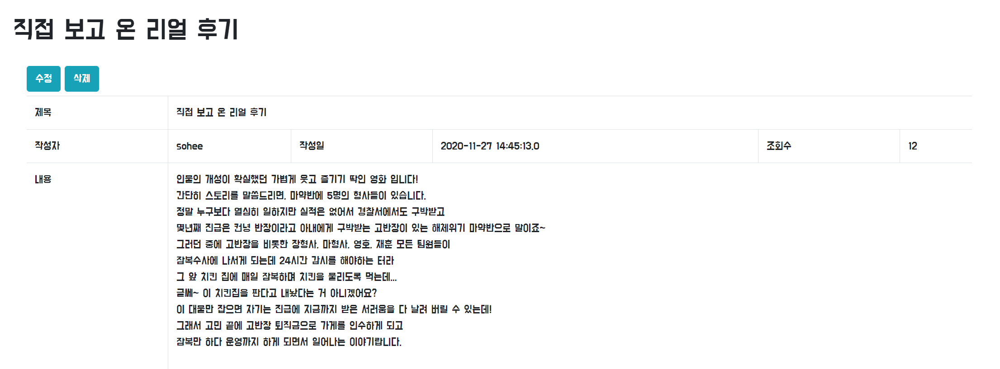 직접 보고 온 리얼 후기
수정 삭제
제목 직접 보고 온 리얼 후기
작성자 sohee 작성일 2020-11-27 14:45:13.0 조회수 12
내용 인물의 개성이 확실했던 가볍게 웃고 즐기기 딱인 영화 입니다!
간단히 스토리를 말씀드리면, 마약반에 5명의 형사들이 있습니다.
정말 누구보다 열심히 일하지만 실적은 없어서 경찰서에서도 구박받고
몇년째 진급은 컨녕 반장이라고 아내에게 구박받는 고반장이 있는 해체위기 마약반으로 말이죠~
그러던 중에 고반장을 비롯한 장형사, 마형사, 영호, 재훈 모든 팀원들이
잠복수사에 나서게 되는데 24시간 감시를 해야하는 터라
그 앞 치킨 집에 매일 잠복하며 치킨을 물리도록 먹는데...
글쎄~ 이 치킨집을 판다고 내놨다는 거 아니겠어요?
이 대물만 잡으면 자기는 진급에 지금까지 받은 서러움을 다 날려 버릴 수 있는데!
그래서 고민 끝에 고반장 퇴직금으로 가게를 인수하게 되고
잠복만 하다 운영까지 하게 되면서 일어나는 이야기랍니다.